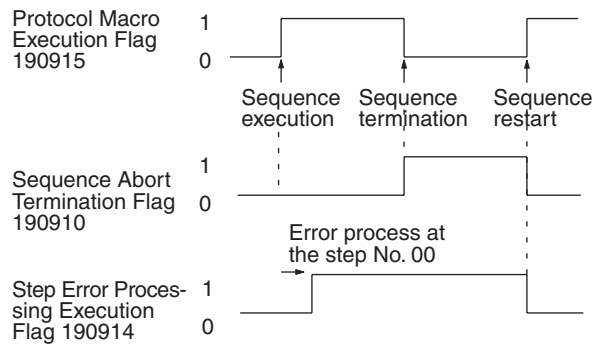 Protocol Macro
Execution Flag
190915
1
0
Sequence
execution
Sequence
termination
Sequence
restart
Sequence Abort
Termination Flag
190910
1
0
Error process at
the step No. 00
Step Error Proces-
sing Execution
Flag 190914
1
0